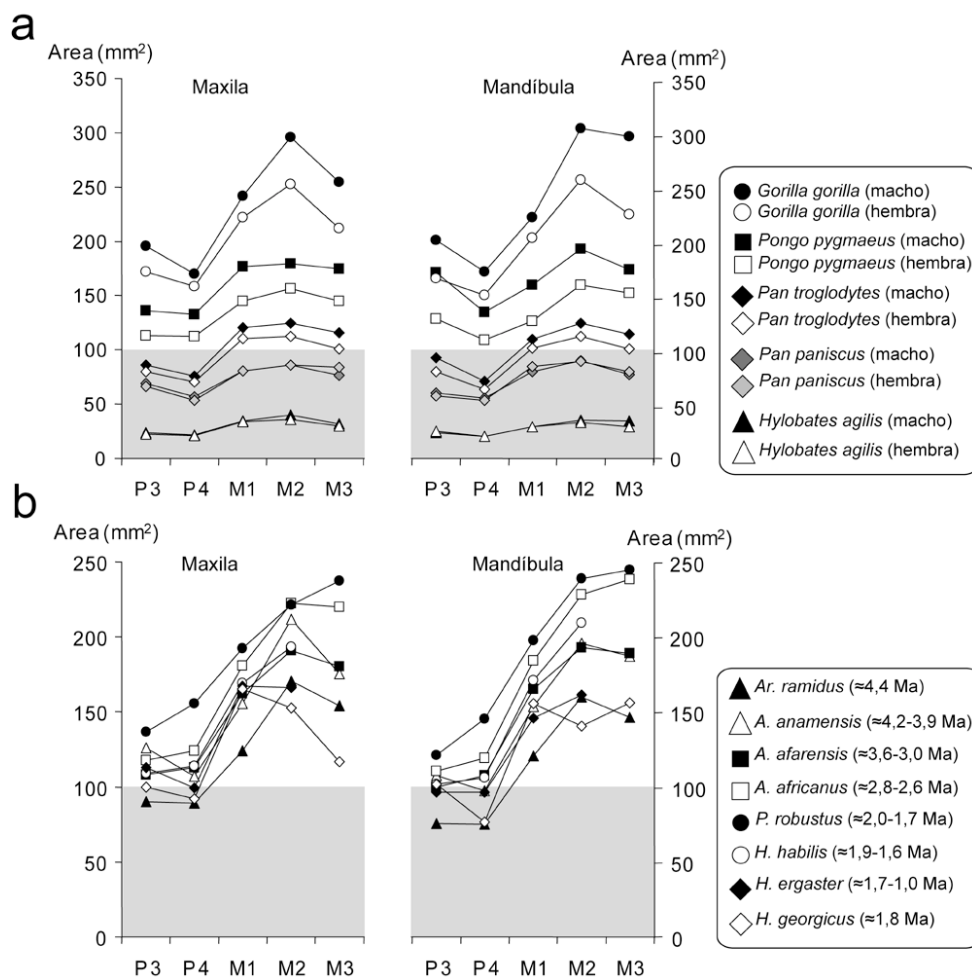 a
Area (mm²)
Maxila
350
300
250
200
150
100
50
0
P3 P4 M1 M2 M3
Area (mm²)
Mandíbula
350
300
250
200
150
100
50
0
P3 P4 M1 M2 M3
Gorilla gorilla (macho)
Gorilla gorilla (hembra)
Pongo pygmaeus (macho)
Pongo pygmaeus (hembra)
Pan troglodytes (macho)
Pan troglodytes (hembra)
Pan paniscus (macho)
Pan paniscus (hembra)
Hylobates agilis (macho)
Hylobates agilis (hembra)
b
Area (mm²)
Maxila
250
200
150
100
50
0
P3 P4 M1 M2 M3
Area (mm²)
Mandíbula
250
200
150
100
50
0
P3 P4 M1 M2 M3
Ar. ramidus (≈4,4 Ma)
A. anamensis (≈4,2-3,9 Ma)
A. afarensis (≈3,6-3,0 Ma)
A. africanus (≈2,8-2,6 Ma)
P. robustus (≈2,0-1,7 Ma)
H. habilis (≈1,9-1,6 Ma)
H. ergaster (≈1,7-1,0 Ma)
H. georgicus (≈1,8 Ma)